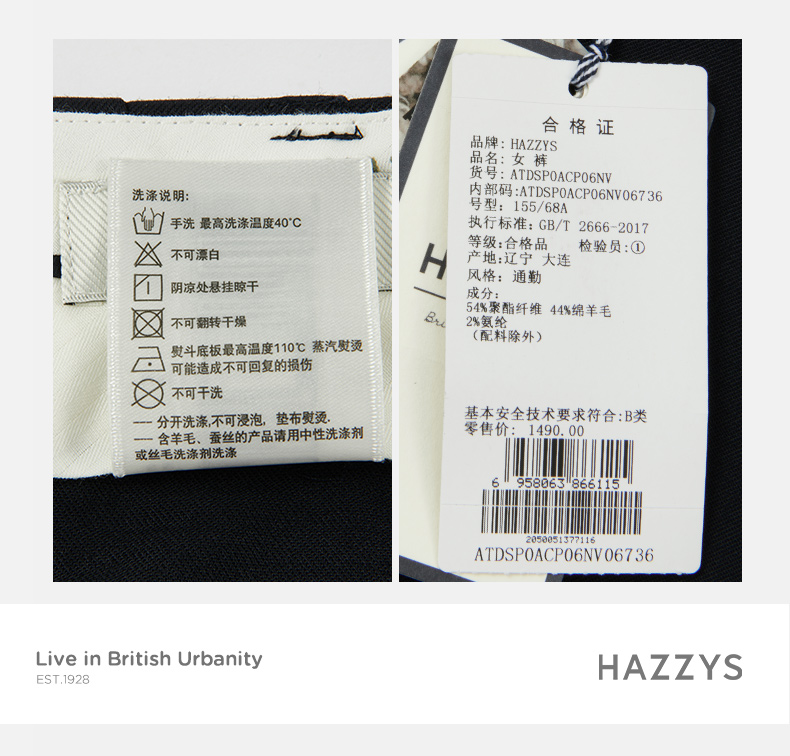 洗涤说明:
手洗 最高洗涤温度40℃
不可漂白
阴凉处悬挂晾干
不可翻转干燥
熨斗底板最高温度110℃ 蒸汽熨烫
可能造成不可回复的损伤
不可干洗
--- 分开洗涤,不可浸泡, 垫布熨烫.
--- 含羊毛、蚕丝的产品请用中性洗涤剂
或丝毛洗涤剂洗涤
合格证
品牌: HAZZYS
品名: 女 裤
货号: ATDSP0ACP06NV
内部码:ATDSP0ACP06NV06736
号型: 155/68A
执行标准: GB/T 2666-2017
等级:合格品 检验员:①
产地:辽宁 大连
风格: 通勤
成分:
54%聚酯纤维 44%绵羊毛
2%氨纶
(配料除外)
基本安全技术要求符合:B类
零售价: 1490.00
6 958063 866115
2050051377116
ATDSP0ACP06NV06736
H
Bri
Live in British Urbanity
EST.1928
HAZZYS